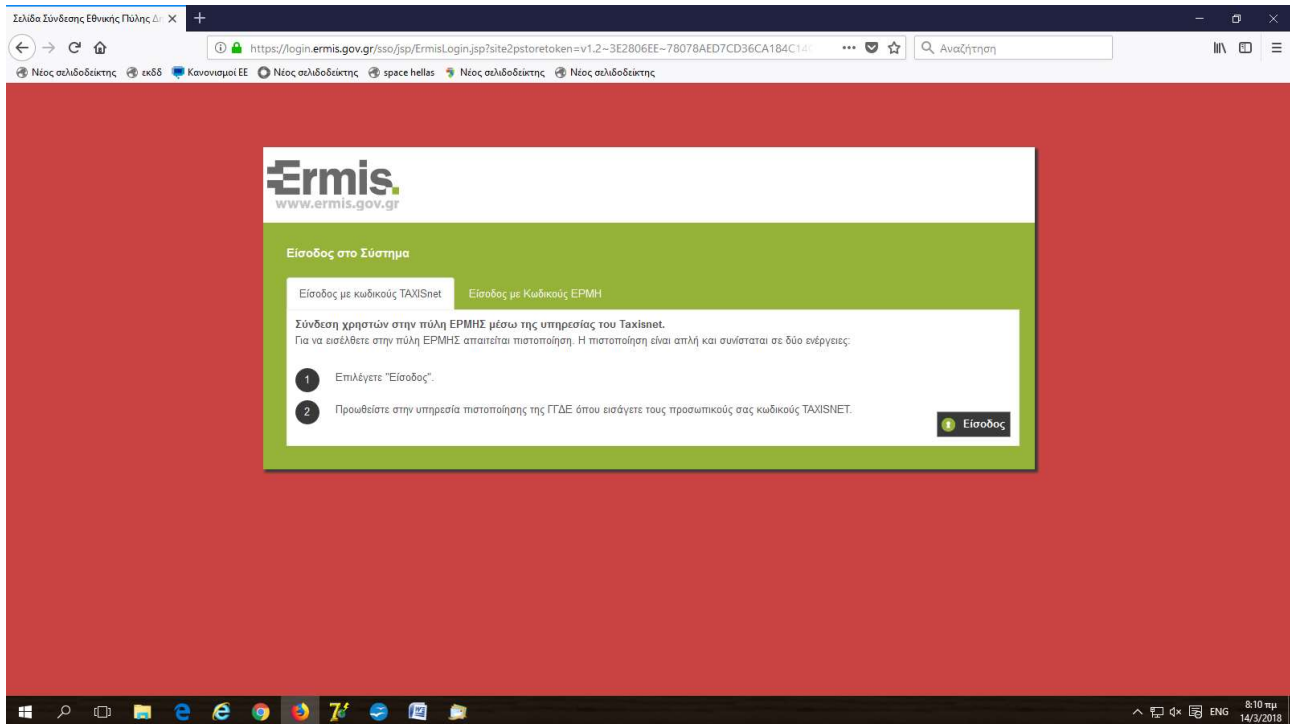 Σελίδα Σύνδεσης Εθνικής Πύλης Δη
https://login.ermis.gov.gr/sso/jsp/ErmisLogin.jsp?site2pstoretoken=v1.2~3E2806EE~78078AED7CD36CA184C14
Αναζήτηση
Νέος σελιδοδείκτης εκδδ Κανονισμοί ΕΕ Νέος σελιδοδείκτης space hellas Νέος σελιδοδείκτης Νέος σελιδοδείκτης
Ermis.
www.ermis.gov.gr
Είσοδος στο Σύστημα
Είσοδος με κωδικούς TAXISnet Είσοδος με Κωδικούς ΕΡΜΗ
Σύνδεση χρηστών στην πύλη ΕΡΜΗΣ μέσω της υπηρεσίας του Taxisnet.
Για να εισέλθετε στην πύλη ΕΡΜΗΣ απαιτείται πιστοποίηση. Η πιστοποίηση είναι απλή και συνίσταται σε δύο ενέργειες:
1 Επιλέγετε "Είσοδος".
2 Προωθείστε στην υπηρεσία πιστοποίησης της ΓΓΔΕ όπου εισάγετε τους προσωπικούς σας κωδικούς TAXISNET.
Είσοδος
ENG
8:10 πμ
14/3/2018